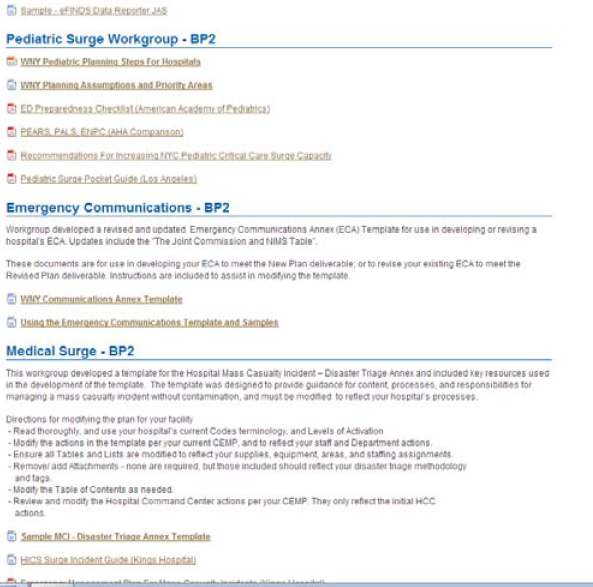 Sample - eFINDS Data Reporter JAS
Pediatric Surge Workgroup - BP2
WNY Pediatric Planning Steps For Hospitals
WNY Planning Assumptions and Priority Areas
ED Preparedness Checklist (American Academy of Pediatrics)
PEARS, PALS, ENPC (AHA Comparison)
Recommendations For Increasing NYC Pediatric Critical Care Surge Capacity
Pediatric Surge Pocket Guide (Los Angeles)
Emergency Communications - BP2
Workgroup developed a revised and updated Emergency Communications Annex (ECA) Template for use in developing or revising a
hospital's ECA. Updates include the "The Joint Commission and NIMS Table".
These documents are for use in developing your ECA to meet the New Plan deliverable; or to revise your existing ECA to meet the
Revised Plan deliverable. Instructions are included to assist in modifying the template.
WNY Communications Annex Template
Using the Emergency Communications Template and Samples
Medical Surge - BP2
This workgroup developed a template for the Hospital Mass Casualty Incident – Disaster Triage Annex and included key resources used
in the development of the template. The template was designed to provide guidance for content, processes, and responsibilities for
managing a mass casualty incident without contamination, and must be modified to reflect your hospital's processes.
Directions for modifying the plan for your facility
- Read thoroughly, and use your hospital's current Codes terminology, and Levels of Activation
- Modify the actions in the template per your current CEMP, and to reflect your staff and Department actions.
- Ensure all Tables and Lists are modified to reflect your supplies, equipment, areas, and staffing assignments.
- Remove/ add Attachments - none are required, but those included should reflect your disaster triage methodology
and tags.
- Modify the Table of Contents as needed.
- Review and modify the Hospital Command Center actions per your CEMP. They only reflect the initial HCC
actions.
Sample MCI - Disaster Triage Annex Template
HICS Surge Incident Guide (Kings Hospital)
Emergency Management Plan For Mass Casualty Incidents (Kings Hospital)